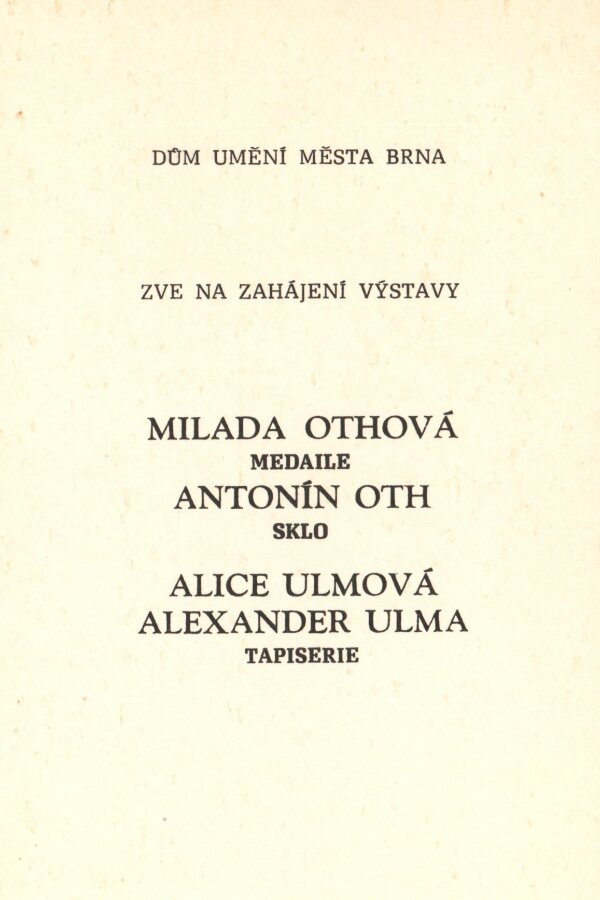 DŮM UMĚNÍ MĚSTA BRNA
ZVE NA ZAHÁJENÍ VÝSTAVY
MILADA OTHOVÁ
MEDAILE
ANTONÍN OTH
SKLO
ALICE ULMOVÁ
ALEXANDER ULMA
TAPISERIE